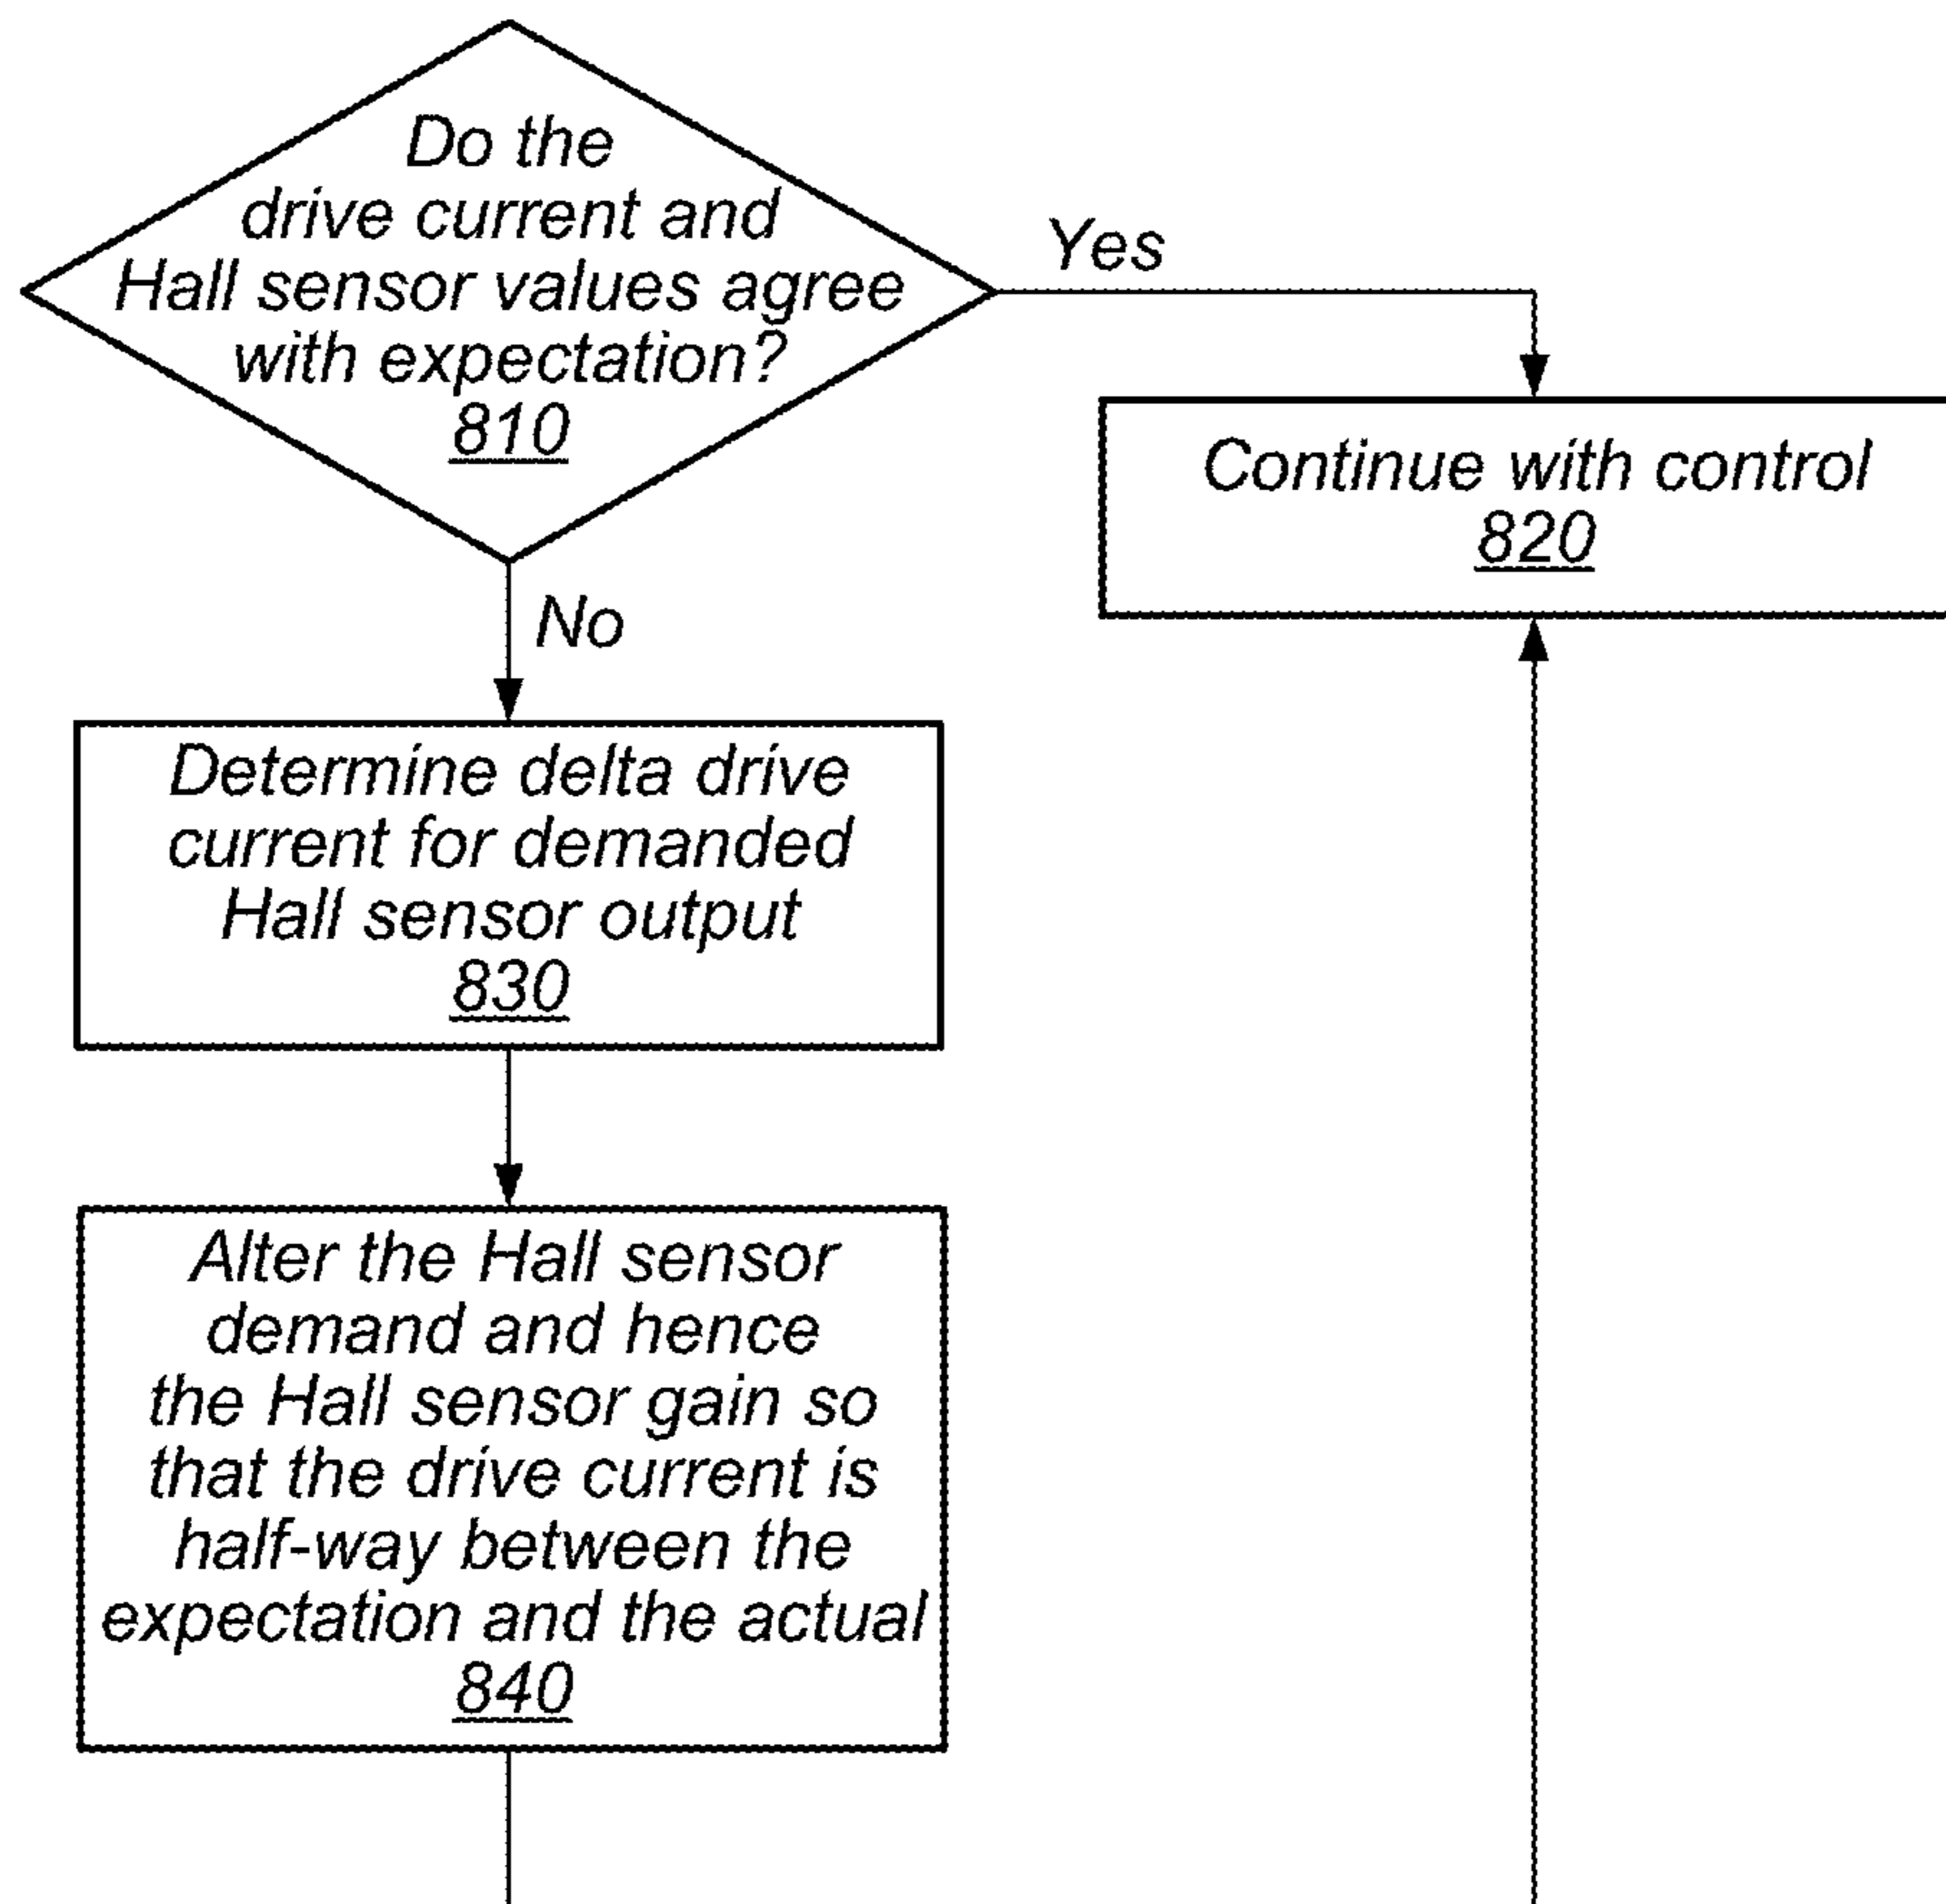 Do the
drive current and
Hall sensor values agree
with expectation?
810
Yes
Continue with control
820
No
Determine delta drive
current for demanded
Hall sensor output
830
Alter the Hall sensor
demand and hence
the Hall sensor gain so
that the drive current is
half-way between the
expectation and the actual
840